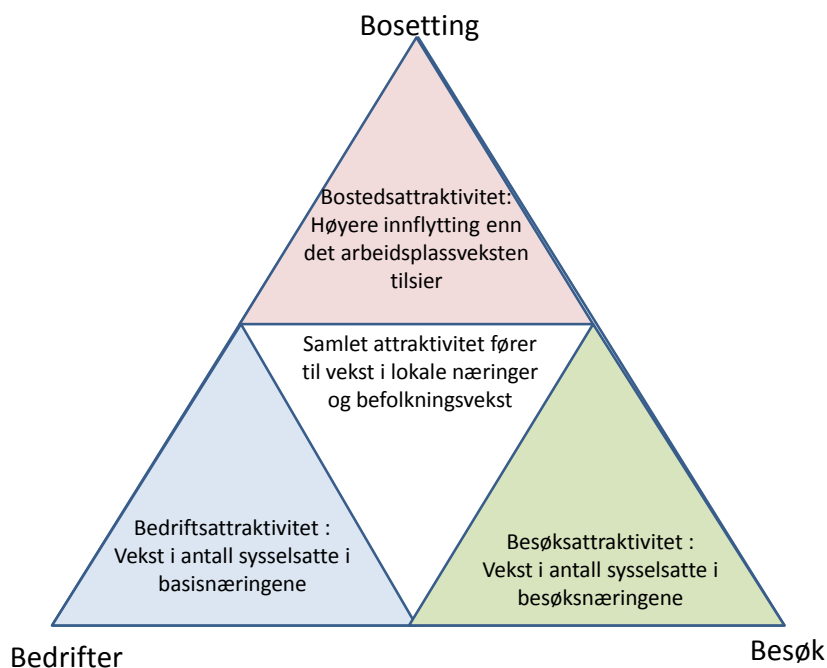 Bosetting
Bostedsattraktivitet:
Høyere innflytting enn
det arbeidsplassveksten
tilsier
Samlet attraktivitet fører
til vekst i lokale næringer
og befolkningsvekst
Bedriftsattraktivitet :
Vekst i antall sysselsatte i
basisnæringene
Besøksattraktivitet :
Vekst i antall sysselsatte i
besøksnæringene
Bedrifter
Besøk